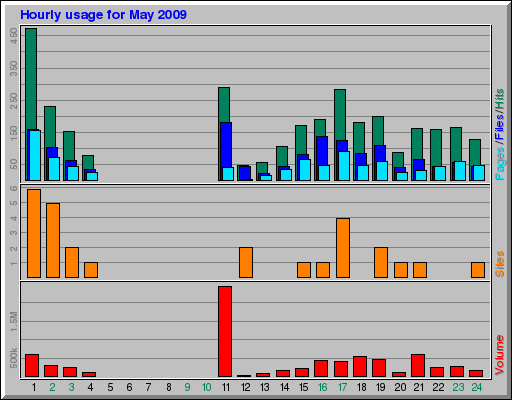 Hourly usage for May 2009
450
350
250
150
50
Pages/Files/Hits
6
5
4
3
2
1
Sites
1.5M
500k
Volume
1 2 3 4 5 6 7 8 9 10 11 12 13 14 15 16 17 18 19 20 21 22 23 24